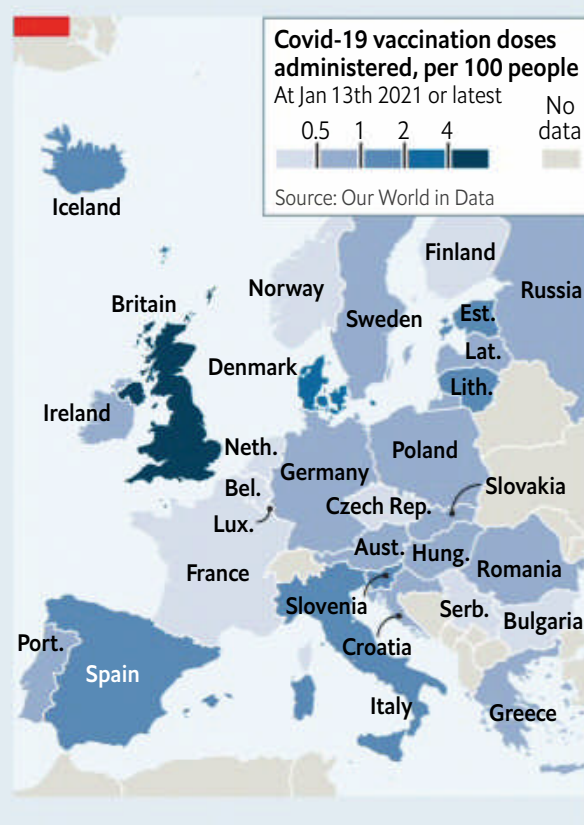 Covid-19 vaccination doses
administered, per 100 people
At Jan 13th 2021 or latest
No
data
0.5 1 2 4
Source: Our World in Data
Iceland
Finland
Norway
Russia
Britain
Sweden
Est.
Lat.
Denmark
Lith.
Ireland
Neth.
Poland
Germany
Bel.
Slovakia
Czech Rep.
Lux.
Aust.
Hung.
France
Romania
Slovenia
Serb.
Bulgaria
Croatia
Port.
Spain
Italy
Greece